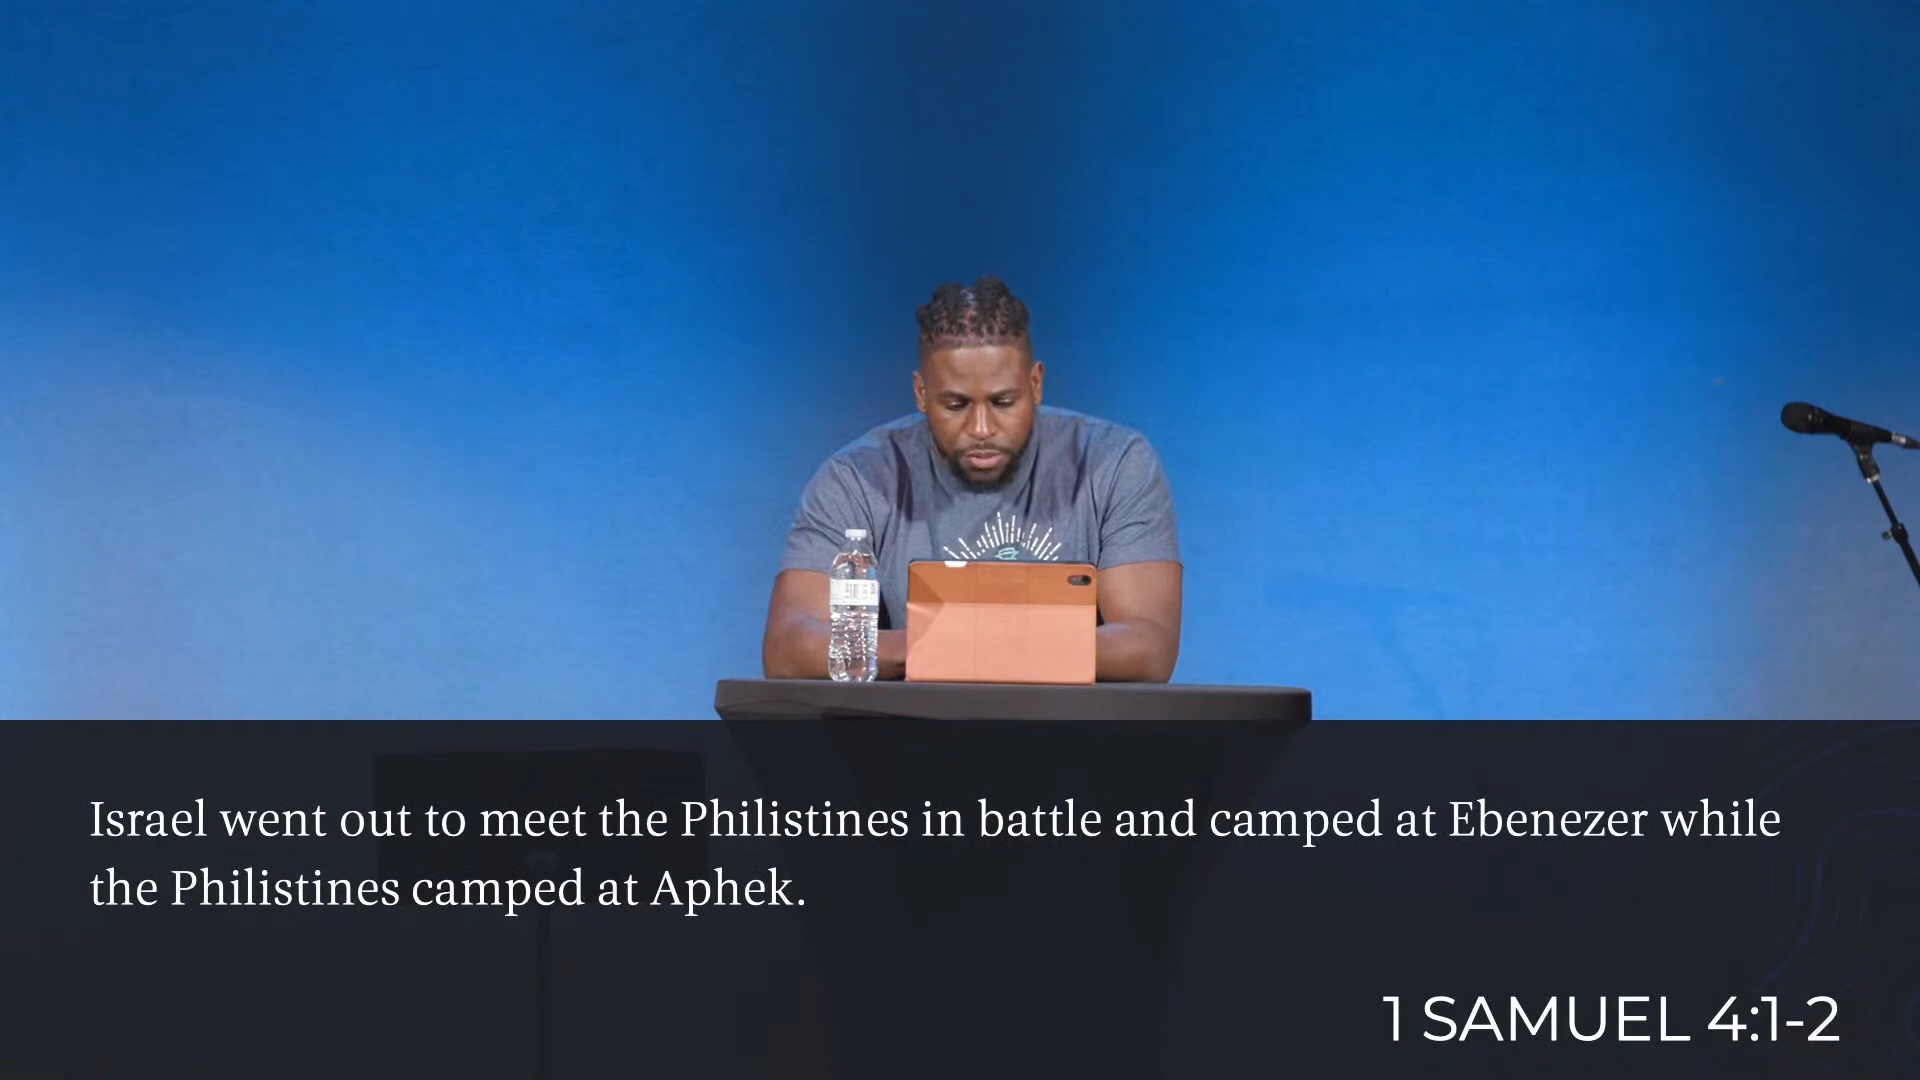 Israel went out to meet the Philistines in battle and camped at Ebenezer while
the Philistines camped at Aphek.
1 SAMUEL 4:1-2